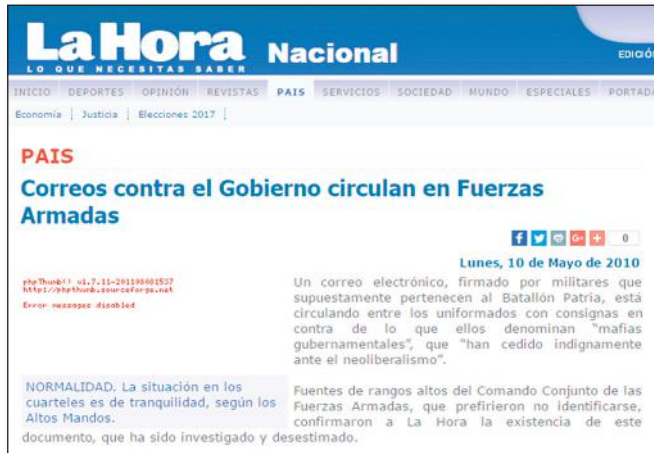 La Hora Nacional
LO QUE NECESITAS SABER
EDICIÓ
INICIO DEPORTES OPINIÓN REVISTAS PAIS SERVICIOS SOCIEDAD MUNDO ESPECIALES PORTADA
Economía | Justicia | Elecciones 2017 |
PAIS
Correos contra el Gobierno circulan en Fuerzas
Armadas
0
Lunes, 10 de Mayo de 2010
phpThumb() v1.7.11-201108081537
http://phpthumb.sourceforge.net
Error messages disabled
NORMALIDAD. La situación en los
cuarteles es de tranquilidad, según los
Altos Mandos.
Un correo electrónico, firmado por militares que
supuestamente pertenecen al Batallón Patria, está
circulando entre los uniformados con consignas en
contra de lo que ellos denominan "mafias
gubernamentales", que "han cedido indignamente
ante el neoliberalismo".
Fuentes de rangos altos del Comando Conjunto de las
Fuerzas Armadas, que prefirieron no identificarse,
confirmaron a La Hora la existencia de este
documento, que ha sido investigado y desestimado.